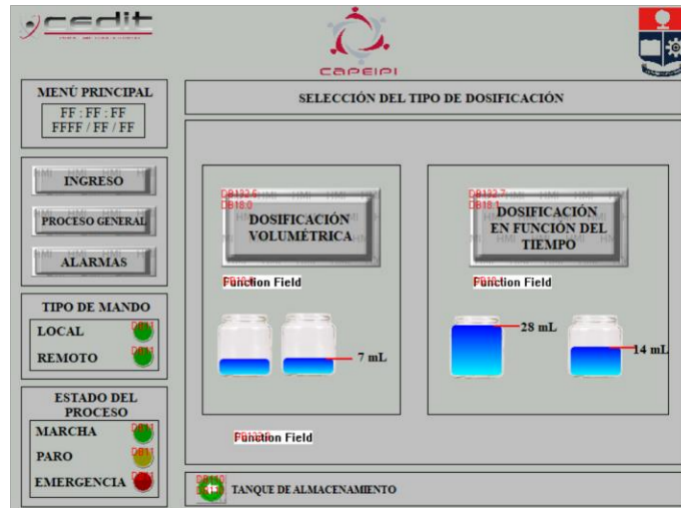 cedit
CAPEIPI
MENÚ PRINCIPAL
FF : FF : FF
FFFF / FF / FF
SELECCIÓN DEL TIPO DE DOSIFICACIÓN
INGRESO
PROCESO GENERAL
ALARMAS
TIPO DE MANDO
LOCAL
REMOTO
ESTADO DEL
PROCESO
MARCHA
PARO
EMERGENCIA
DB132.6
DB18.0
DOSIFICACIÓN
VOLUMÉTRICA
Function Field
7 mL
Function Field
DB132.7
DB18.1
DOSIFICACIÓN
EN FUNCIÓN DEL
TIEMPO
Function Field
28 mL
14 mL
TANQUE DE ALMACENAMIENTO